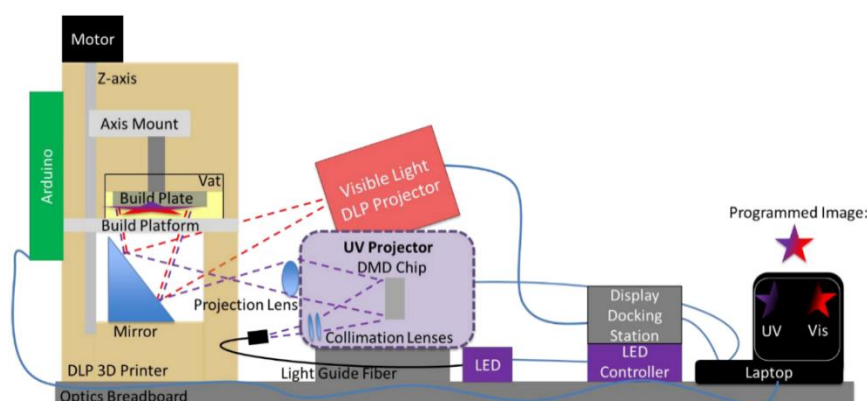 Motor
Z-axis
Axis Mount
Arduino
Vat
Build Plate
Build Platform
Mirror
DLP 3D Printer
Optics Breadboard
Visible Light
DLP Projector
UV Projector
DMD Chip
Projection Lens
Collimation Lenses
Light Guide Fiber
LED
Display
Docking
Station
LED
Controller
Programmed Image:
UV
Vis
Laptop